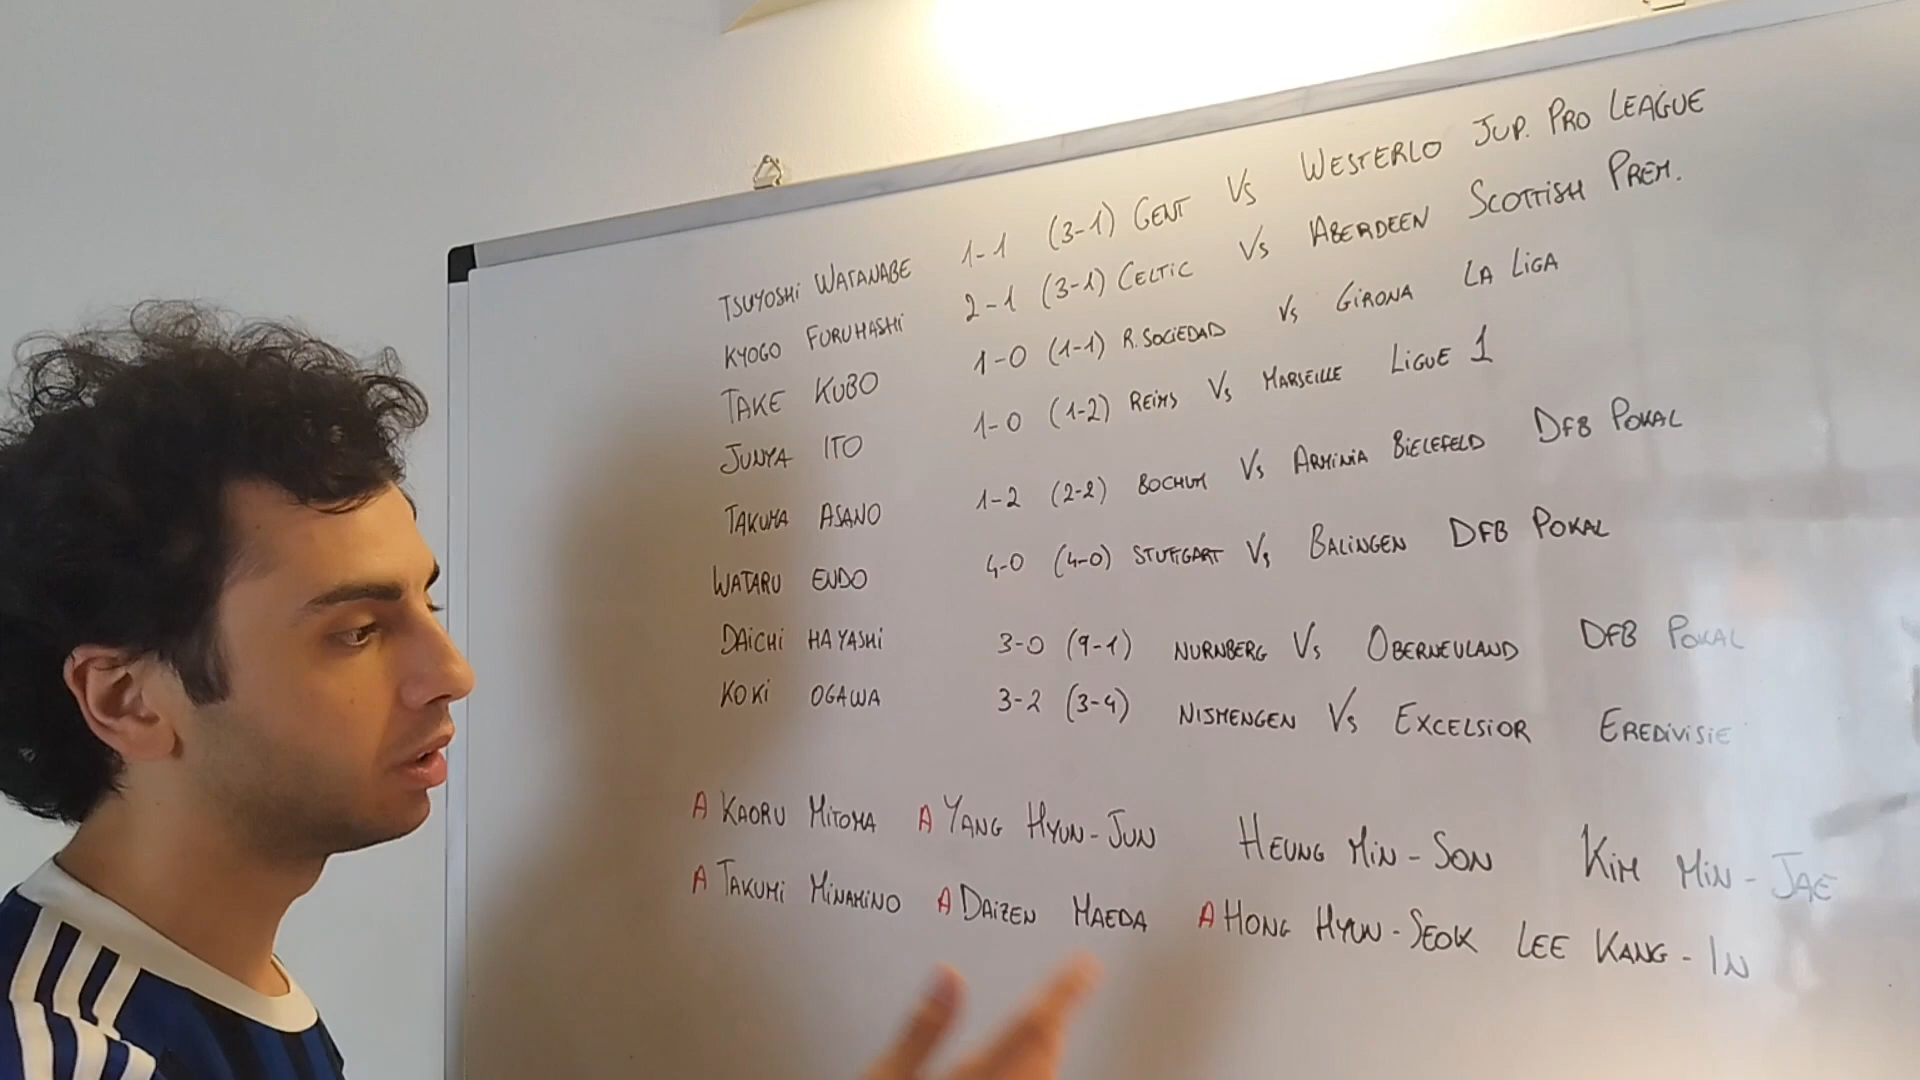 TSUYOSHI WATANABE 1-1 (3-1) GENT VS WESTERLO JUP. PRO LEAGUE
KYOGO FURUHASHI 2-1 (3-1) CELTIC VS ABERDEEN SCOTTISH PREM.
TAKE KUBO 1-0 (1-1) R. SOCIEDAD VS GIRONA LA LIGA
JUNYA ITO 1-0 (1-2) REIMS VS MARSEILLE LIGUE 1
TAKUMA ASANO 1-2 (2-2) BOCHUM VS ARMINIA BIELEFELD DFB POKAL
WATARU ENDO 4-0 (4-0) STUTTGART VS BALINGEN DFB POKAL
DAICHI HAYASHI 3-0 (9-1) NURNBERG VS OBERNEULAND DFB POKAL
KOKI OGAWA 3-2 (3-4) NISMENGEN VS EXCELSIOR EREDIVISIE
A KAORU MITOMA A YANG HYUN-JUN HEUNG MIN-SON KIM MIN-JAE
A TAKUMI MINAMINO A DAIZEN MAEDA A HONG HYUN-SEOK LEE KANG-IN